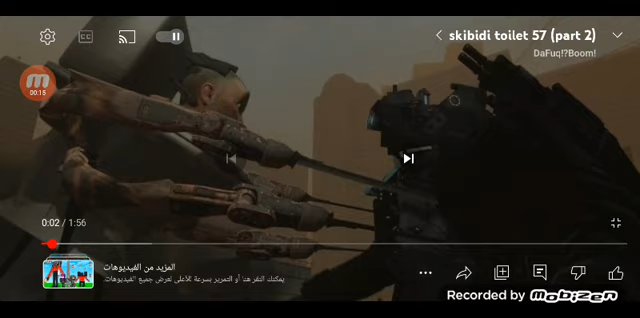 CC
skibidi toilet 57 (part 2)
DaFuq!?Boom!
00:15
0:02 / 1:56
المزيد من الفيديوهات
يمكنك النقر هنا أو التمرير بسرعة للأعلى لعرض جميع الفيديوهات.
Recorded by MOBIZEN